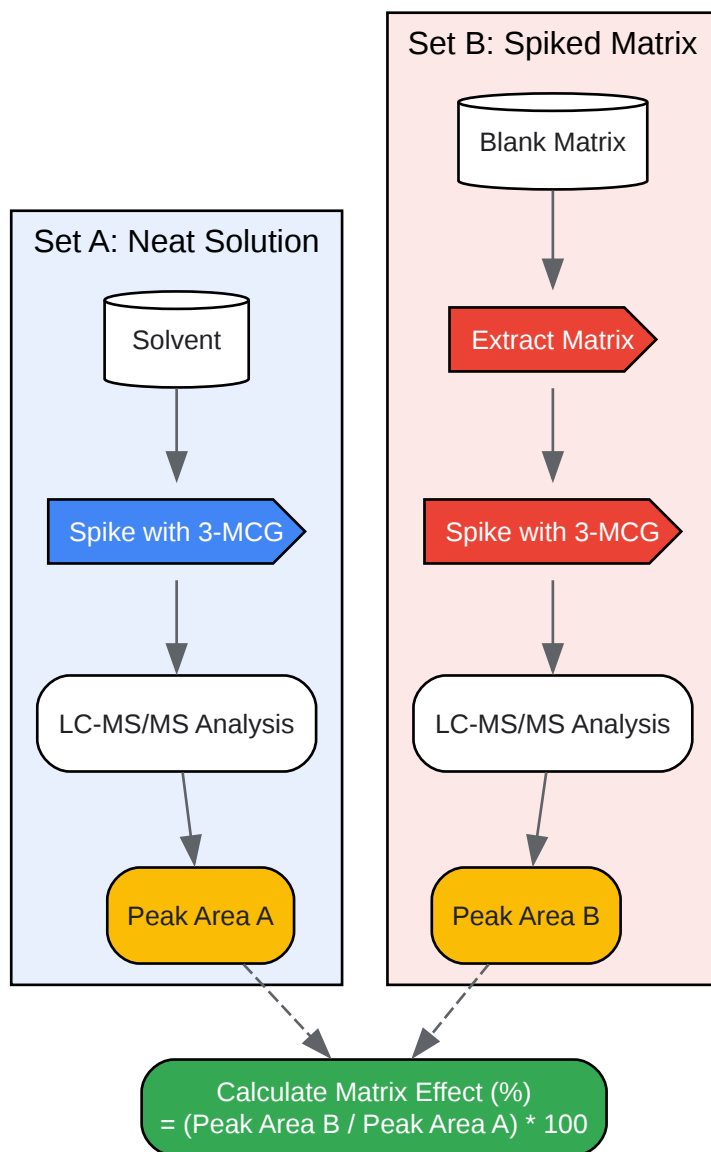 Set A: Neat Solution
Solvent
Spike with 3-MCG
LC-MS/MS Analysis
Peak Area A
Set B: Spiked Matrix
Blank Matrix
Extract Matrix
Spike with 3-MCG
LC-MS/MS Analysis
Peak Area B
Calculate Matrix Effect (%)
= (Peak Area B / Peak Area A) * 100